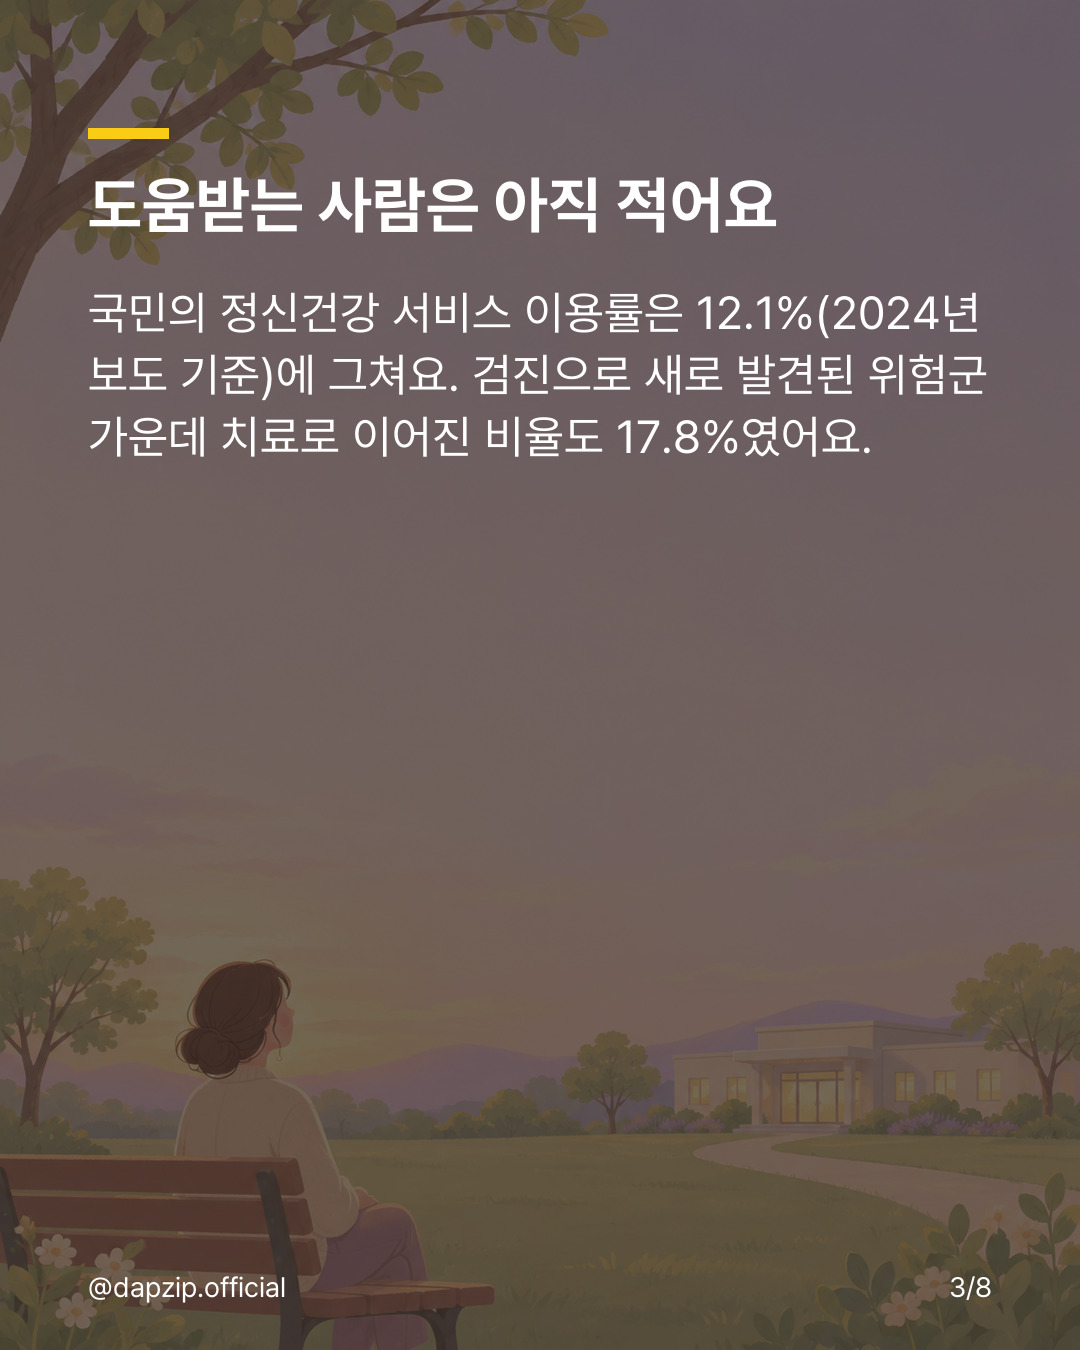 도움받는 사람은 아직 적어요
국민의 정신건강 서비스 이용률은 12.1%(2024년
보도 기준)에 그쳐요. 검진으로 새로 발견된 위험군
가운데 치료로 이어진 비율도 17.8%였어요.
@dapzip.official
3/8